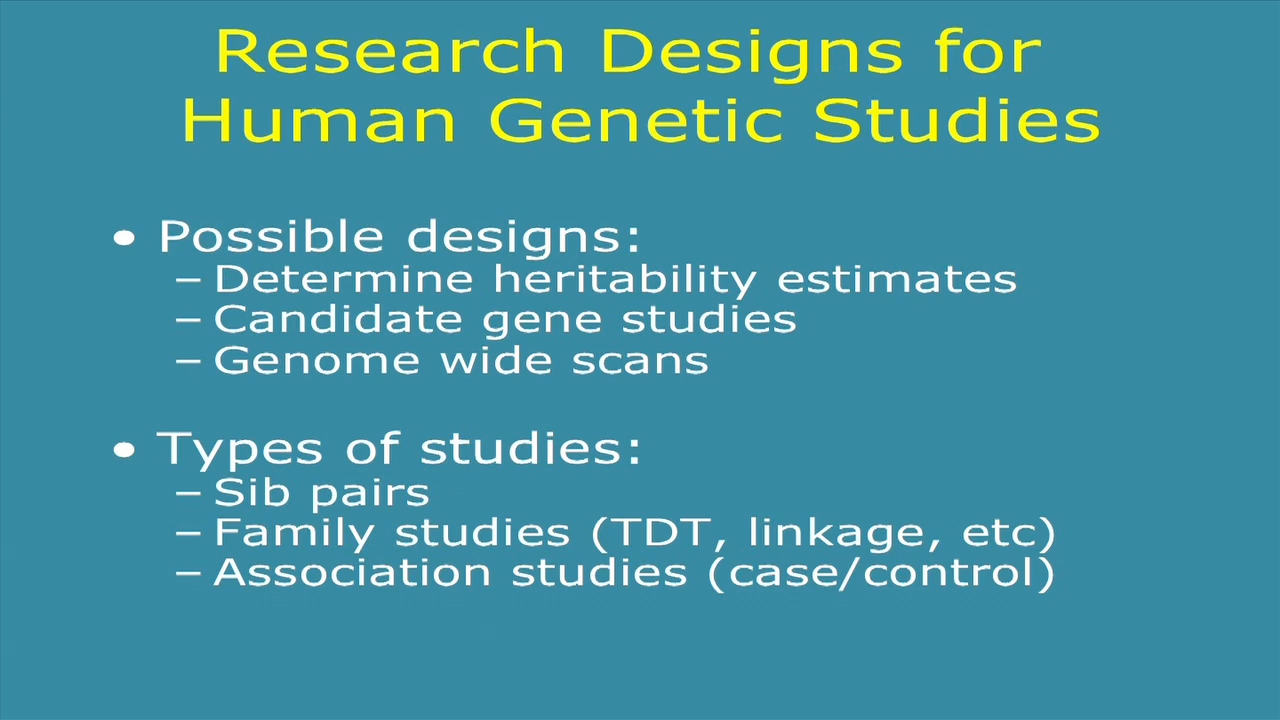 Research Designs for
Human Genetic Studies
• Possible designs:
– Determine heritability estimates
– Candidate gene studies
– Genome wide scans
• Types of studies:
– Sib pairs
– Family studies (TDT, linkage, etc)
– Association studies (case/control)